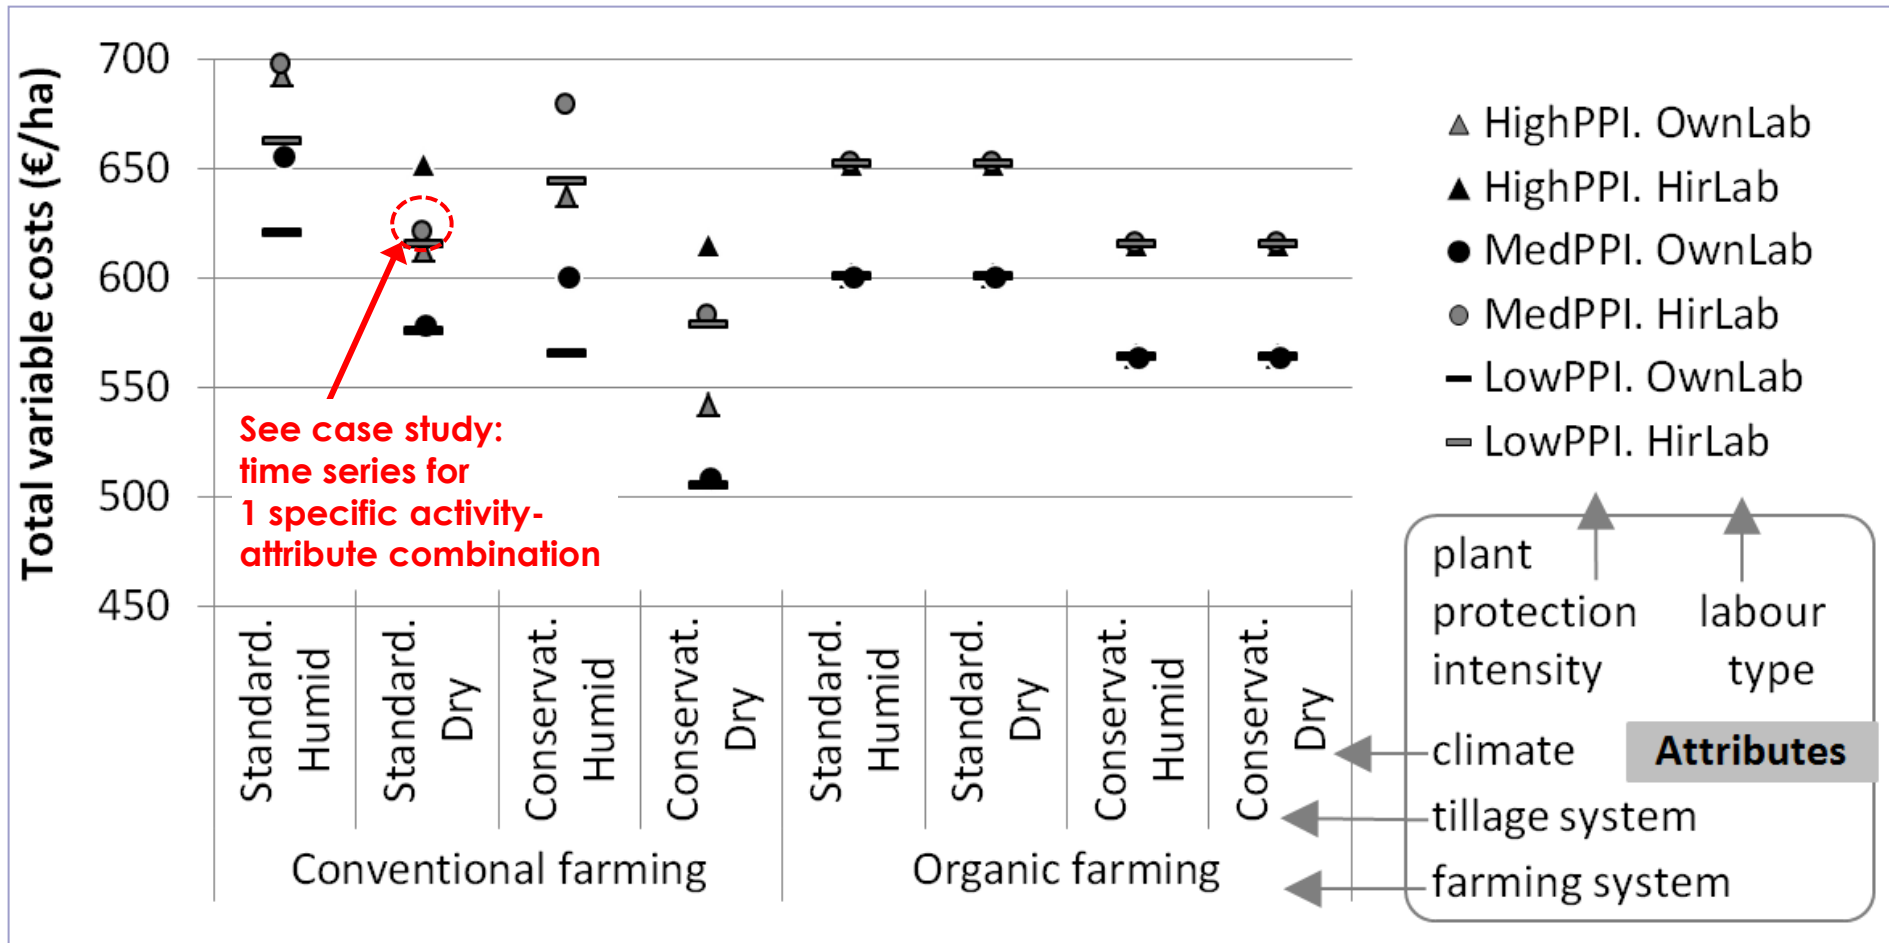 Total variable costs (€/ha)
700
650
600
550
500
450
See case study:
time series for
1 specific activity-
attribute combination
Standard.
Humid
Standard.
Dry
Conservat.
Humid
Conservat.
Dry
Standard.
Humid
Standard.
Dry
Conservat.
Humid
Conservat.
Dry
Conventional farming
Organic farming
HighPPI. OwnLab
HighPPI. HirLab
MedPPI. OwnLab
MedPPI. HirLab
LowPPI. OwnLab
LowPPI. HirLab
plant
protection
intensity
labour
type
climate
Attributes
tillage system
farming system